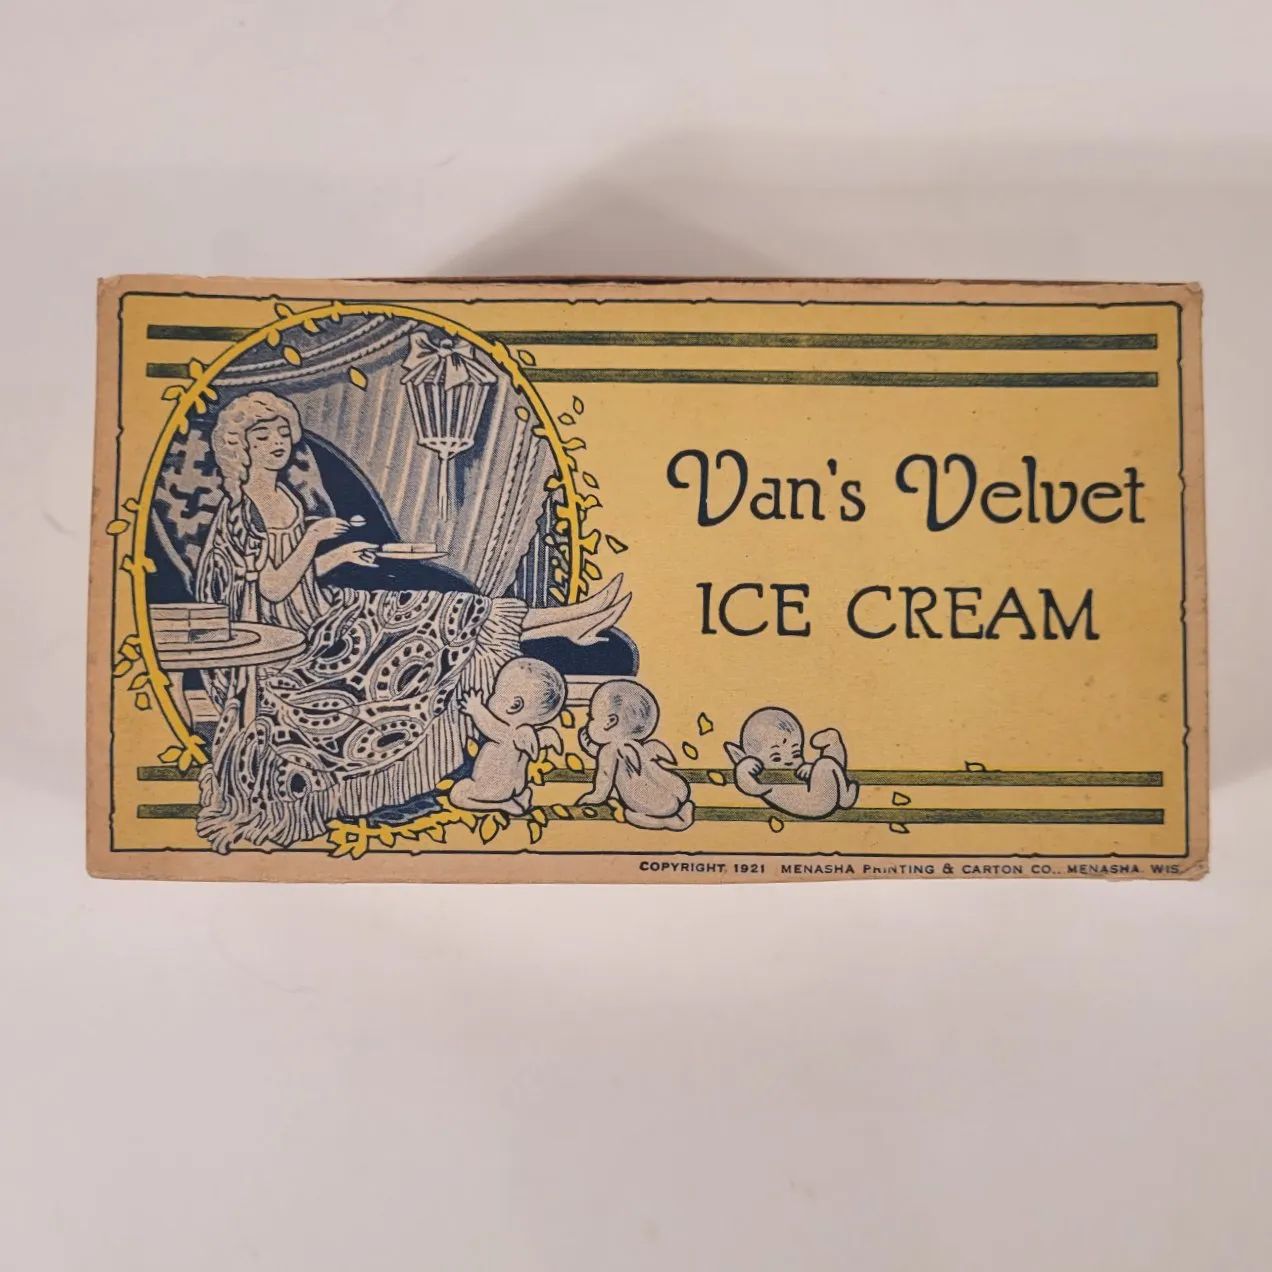 Van's Velvet
ICE CREAM
COPYRIGHT, 1921 MENASHA PRINTING & CARTON CO., MENASHA, WIS.